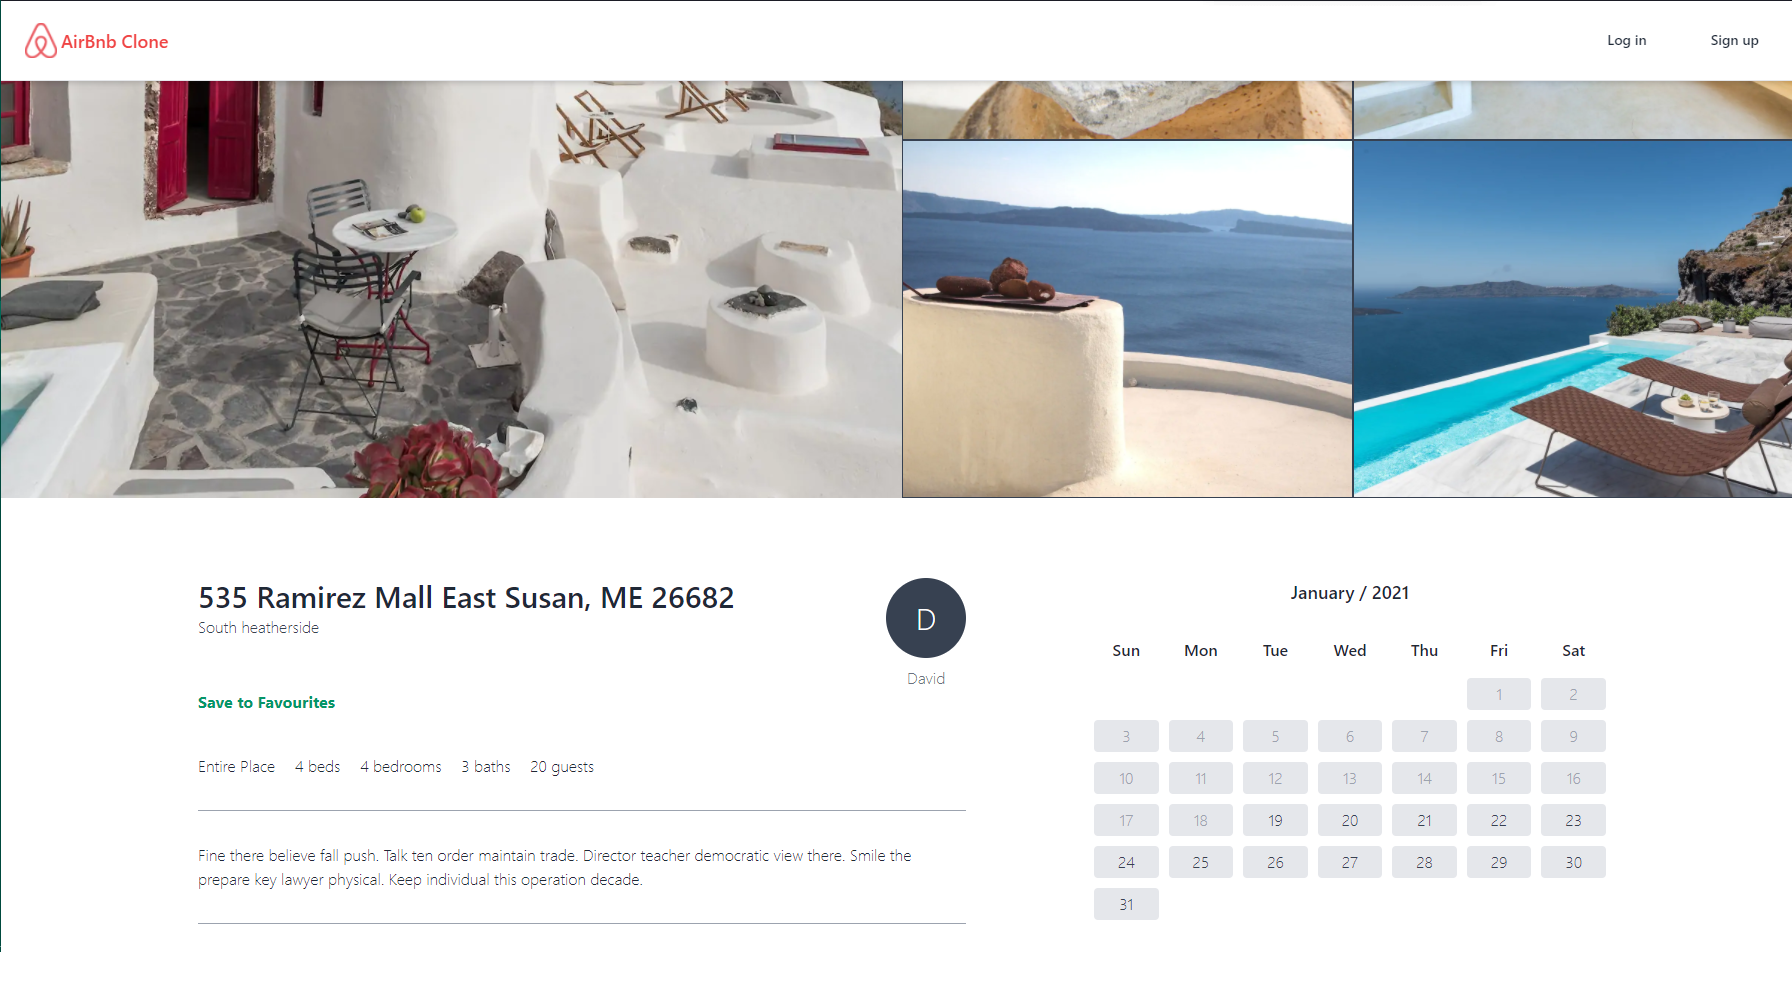 AirBnb Clone
Log in
Sign up
535 Ramirez Mall East Susan, ME 26682
South heatherside
D
David
Save to Favourites
Entire Place 4 beds 4 bedrooms 3 baths 20 guests
Fine there believe fall push. Talk ten order maintain trade. Director teacher democratic view there. Smile the
prepare key lawyer physical. Keep individual this operation decade.
January / 2021
Sun Mon Tue Wed Thu Fri Sat
1 2
3 4 5 6 7 8 9
10 11 12 13 14 15 16
17 18 19 20 21 22 23
24 25 26 27 28 29 30
31